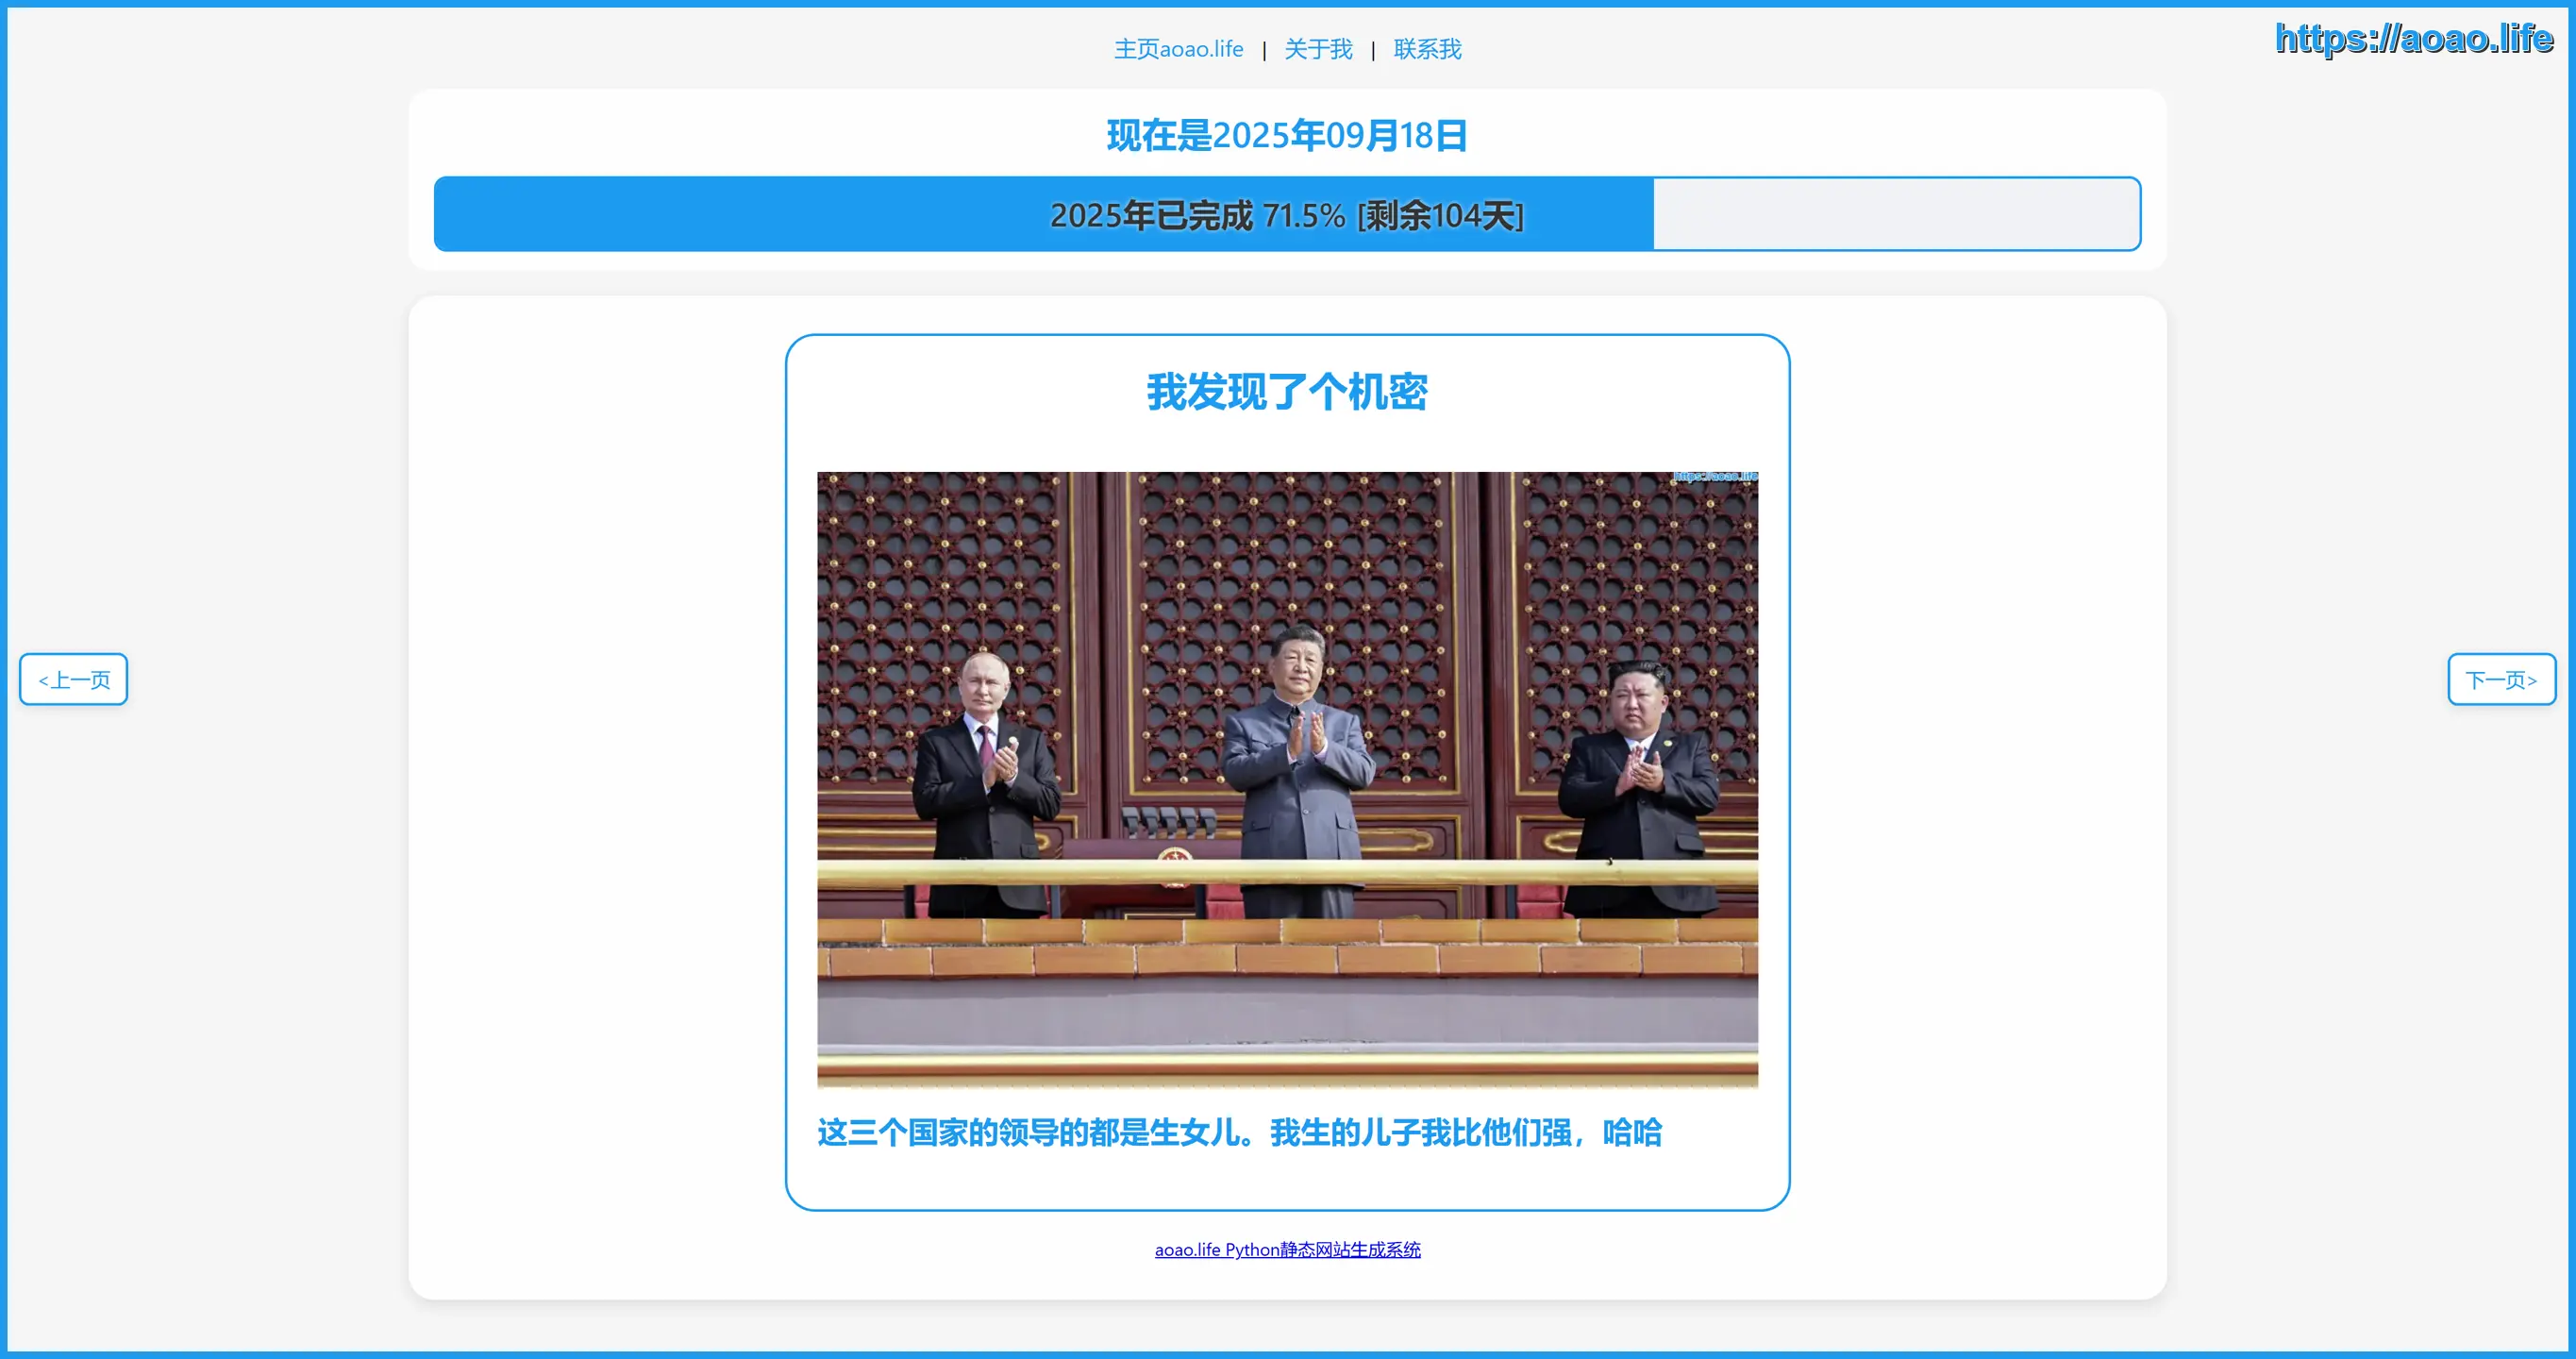 https://aoao.life
主页aoao.life | 关于我 | 联系我
现在是2025年09月18日
2025年已完成 71.5% [剩余104天]
我发现了个机密
https://aoao.life
<上一页
下一页>
这三个国家的领导的都是生女儿。我生的儿子我比他们强，哈哈
aoao.life Python静态网站生成系统